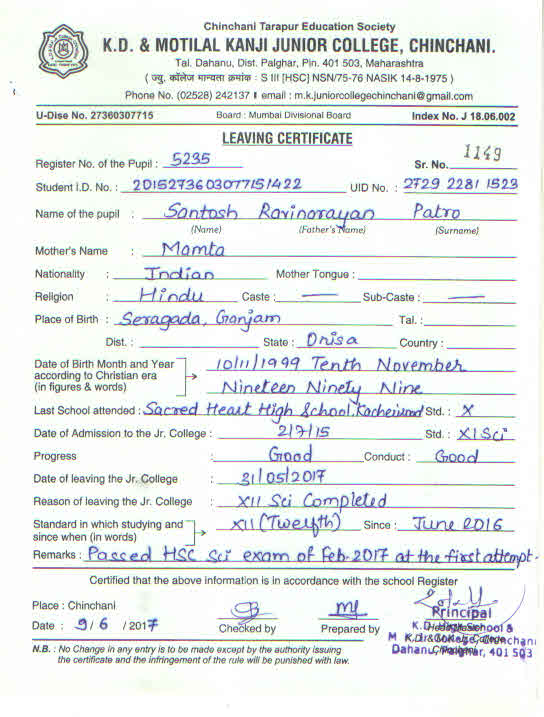 Chinchani Tarapur Education Society
K.D. & MOTILAL KANJI JUNIOR COLLEGE, CHINCHANI.
Tal. Dahanu, Dist. Palghar, Pin. 401 503, Maharashtra
( ज्यु. कॉलेज मान्यता क्रमांक : S III [HSC] NSN/75-76 NASIK 14-8-1975 )
Phone No. (02528) 242137 email : m.k.juniorcollegechinchani@gmail.com
U-Dise No. 27360307715 Board : Mumbai Divisional Board Index No. J 18.06.002
LEAVING CERTIFICATE
Register No. of the Pupil : 5235 Sr. No. 1149
Student I.D. No. : 2015273603077151422 UID No. : 2729 2281 1523
Name of the pupil : Santosh Ravinarayan Patro
(Name) (Father's Name) (Surname)
Mother's Name : Mamta
Nationality : Indian Mother Tongue :
Religion : Hindu Caste : — Sub-Caste : —
Place of Birth : Seragada, Ganjam Tal. :
Dist. : State : Orisa Country :
Date of Birth Month and Year 10/11/1999 Tenth November
according to Christian era
(in figures & words) Nineteen Ninety Nine
Last School attended : Sacred Heart High School, Std. : X
Date of Admission to the Jr. College : 2/7/15 Std. : XI Sci
Progress : Good Conduct : Good
Date of leaving the Jr. College : 31/05/2017
Reason of leaving the Jr. College : XII Sci Completed
Standard in which studying and
since when (in words) XII (Twelfth) Since : June 2016
Remarks : Passed HSC Sci exam of Feb-2017 at the first attempt.
Certified that the above information is in accordance with the school Register
Place : Chinchani
Date : 9/6/2017 Checked by Prepared by Principal
N.B. : No Change in any entry is to be made except by the authority issuing
the certificate and the infringement of the rule will be punished with law.
Dahanu, Palghar, 401 503